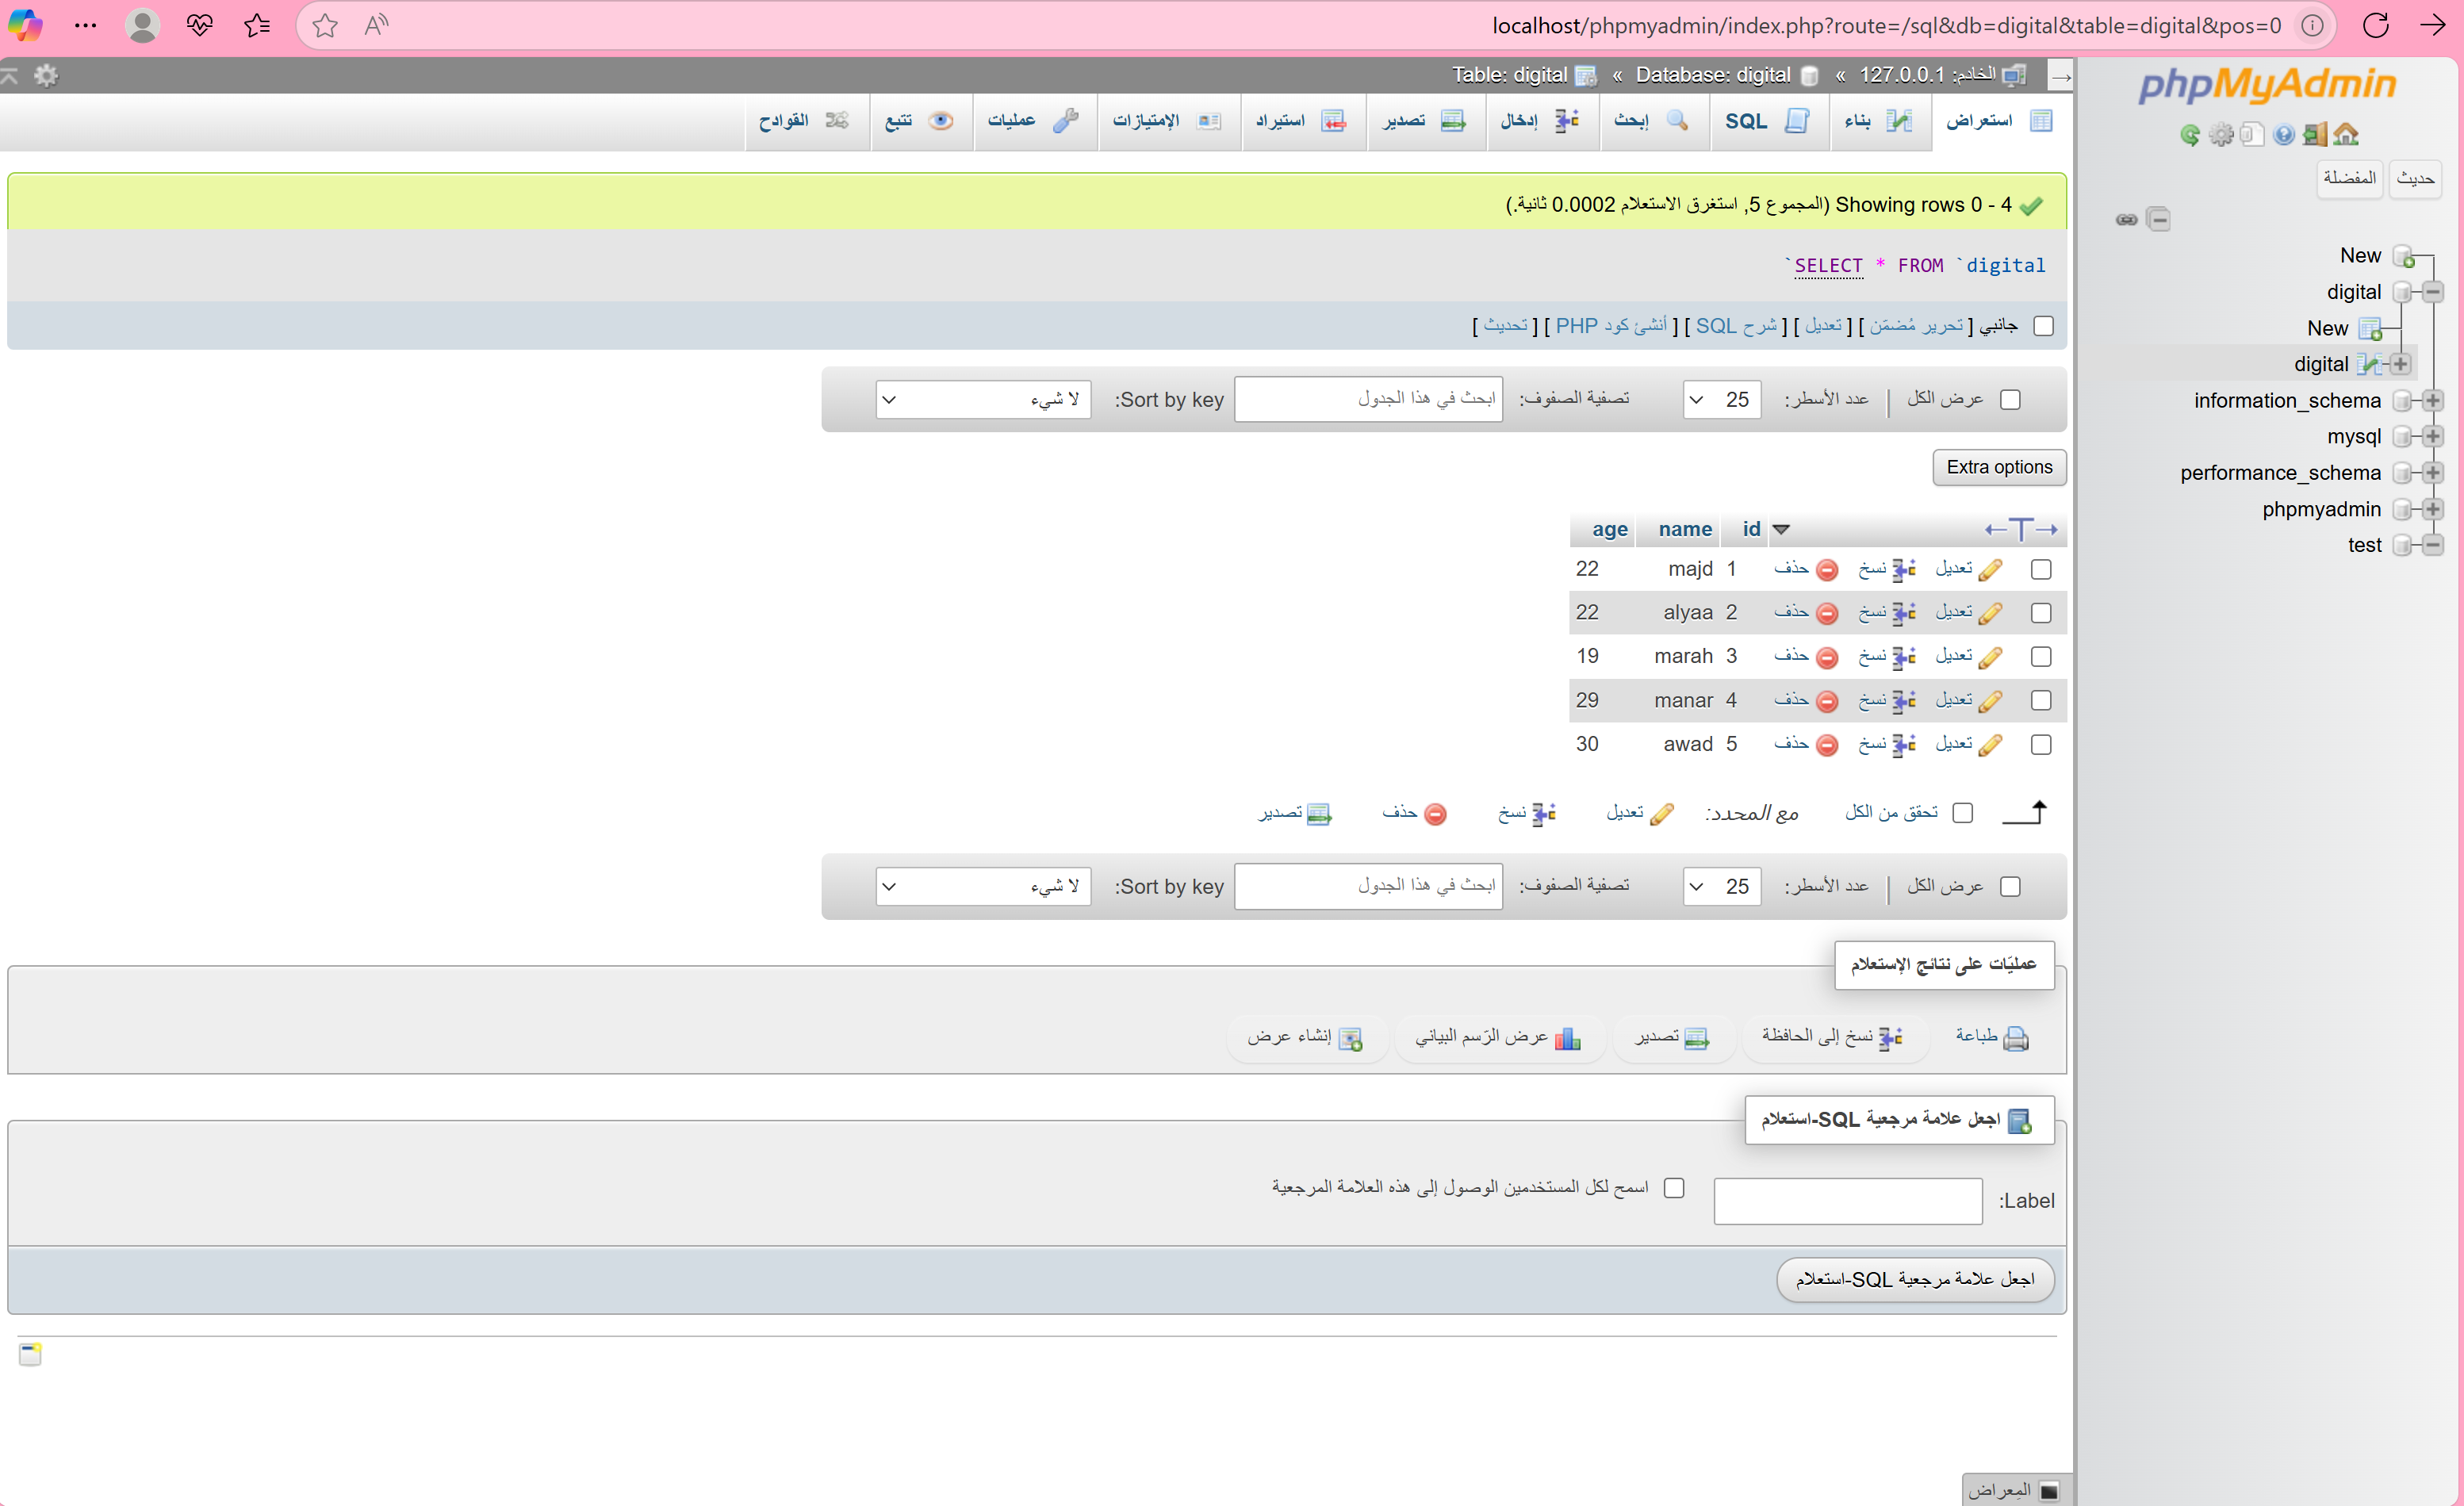 localhost/phpmyadmin/index.php?route=/sql&db=digital&table=digital&pos=0
phpMyAdmin
حديث المفضلة
New
digital
New
digital
information_schema
mysql
performance_schema
phpmyadmin
test
الخادم: 127.0.0.1 » Database: digital » Table: digital
استعراض بناء SQL إبحث إدخال تصدير استيراد الإمتيازات عمليات تتبع القوادح
Showing rows 0 - 4 (المجموع 5, استغرق الاستعلام 0.0002 ثانية.)
SELECT * FROM `digital`
جانبي [ تحرير مُضمَن ] [ تعديل ] [ شرح SQL ] [ أنشئ كود PHP ] [ تحديث ]
عرض الكل | عدد الأسطر: 25 تصفية الصفوف: ابحث في هذا الجدول Sort by key: لا شيء
Extra options
←T→ id name age
تعديل نسخ حذف 1 majd 22
تعديل نسخ حذف 2 alyaa 22
تعديل نسخ حذف 3 marah 19
تعديل نسخ حذف 4 manar 29
تعديل نسخ حذف 5 awad 30
تحقق من الكل مع المحدد: تعديل نسخ حذف تصدير
عرض الكل | عدد الأسطر: 25 تصفية الصفوف: ابحث في هذا الجدول Sort by key: لا شيء
عمليّات على نتائج الإستعلام
طباعة نسخ إلى الحافظة تصدير عرض الرّسم البياني إنشاء عرض
اجعل علامة مرجعية SQL-استعلام
Label: اسمح لكل المستخدمين الوصول إلى هذه العلامة المرجعية
اجعل علامة مرجعية SQL-استعلام
المِعراض